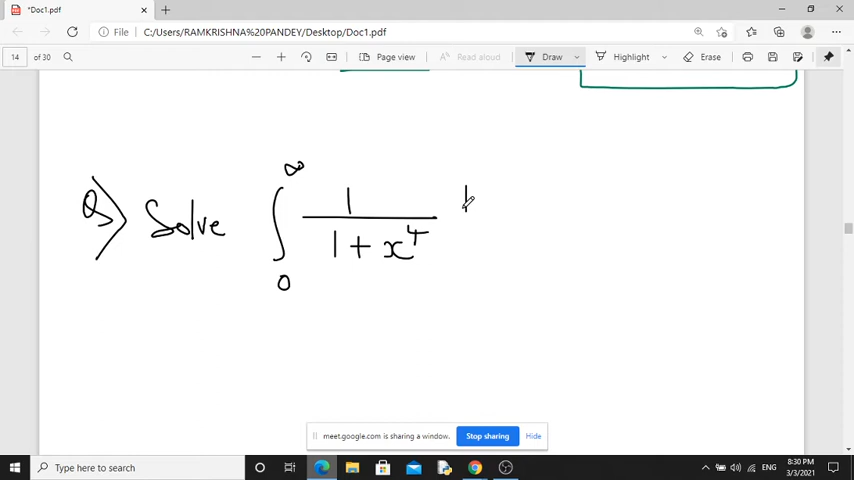 *Doc1.pdf
File C:/Users/RAMKRISHNA%20PANDEY/Desktop/Doc1.pdf
14 of 30 Page view Read aloud Draw Highlight Erase
Q) Solve ∫₀^∞ 1/(1+x⁴)
meet.google.com is sharing a window. Stop sharing Hide
Type here to search ENG 8:30 PM
3/3/2021